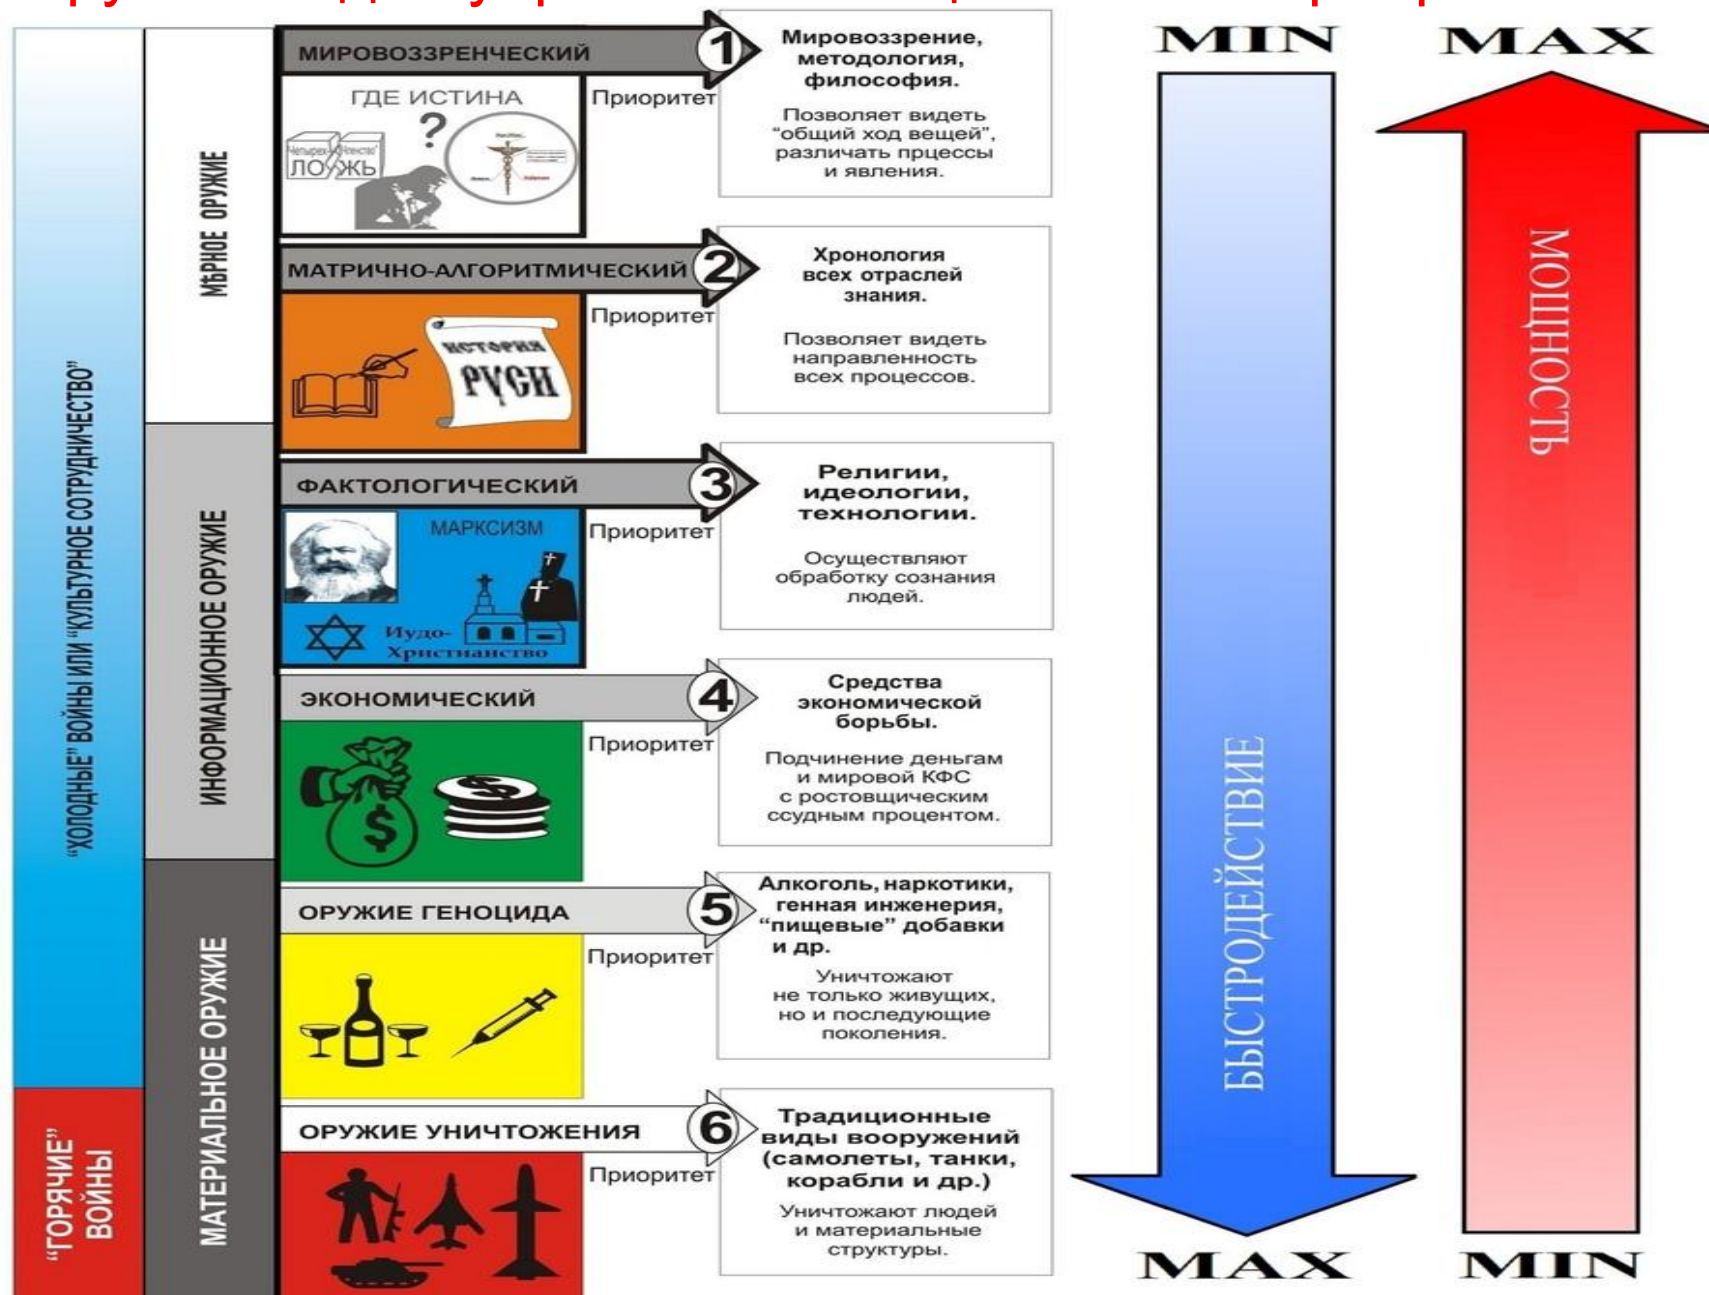 MIN
MAX
МИРОВОЗЗРЕНЧЕСКИЙ
1
Приоритет
ГДЕ ИСТИНА
?
ЛОЖЬ
Мировоззрение,
методология,
философия.
Позволяет видеть
“общий ход вещей”,
различать прцессы
и явления.
МАТРИЧНО-АЛГОРИТМИЧЕСКИЙ
2
Приоритет
ИСТОРИЯ
РУСИ
Хронология
всех отраслей
знания.
Позволяет видеть
направленность
всех процессов.
ФАКТОЛОГИЧЕСКИЙ
3
Приоритет
МАРКСИЗМ
Иудо-
Христианство
Религии,
идеологии,
технологии.
Осуществляют
обработку сознания
людей.
ЭКОНОМИЧЕСКИЙ
4
Приоритет
$
$
Средства
экономической
борьбы.
Подчинение деньгам
и мировой КФС
с ростовщическим
ссудным процентом.
ОРУЖИЕ ГЕНОЦИДА
5
Приоритет
Алкоголь, наркотики,
генная инженерия,
“пищевые” добавки
и др.
Уничтожают
не только живущих,
но и последующие
поколения.
ОРУЖИЕ УНИЧТОЖЕНИЯ
6
Приоритет
Традиционные
виды вооружений
(самолеты, танки,
корабли и др.)
Уничтожают людей
и материальные
структуры.
“ХОЛОДНЫЕ” ВОЙНЫ ИЛИ “КУЛЬТУРНОЕ СОТРУДНИЧЕСТВО”
“ГОРЯЧИЕ”
ВОЙНЫ
МѢРНОЕ ОРУЖИЕ
ИНФОРМАЦИОННОЕ ОРУЖИЕ
МАТЕРИАЛЬНОЕ ОРУЖИЕ
БЫСТРОДЕЙСТВИЕ
МОЩНОСТЬ
MAX
MIN